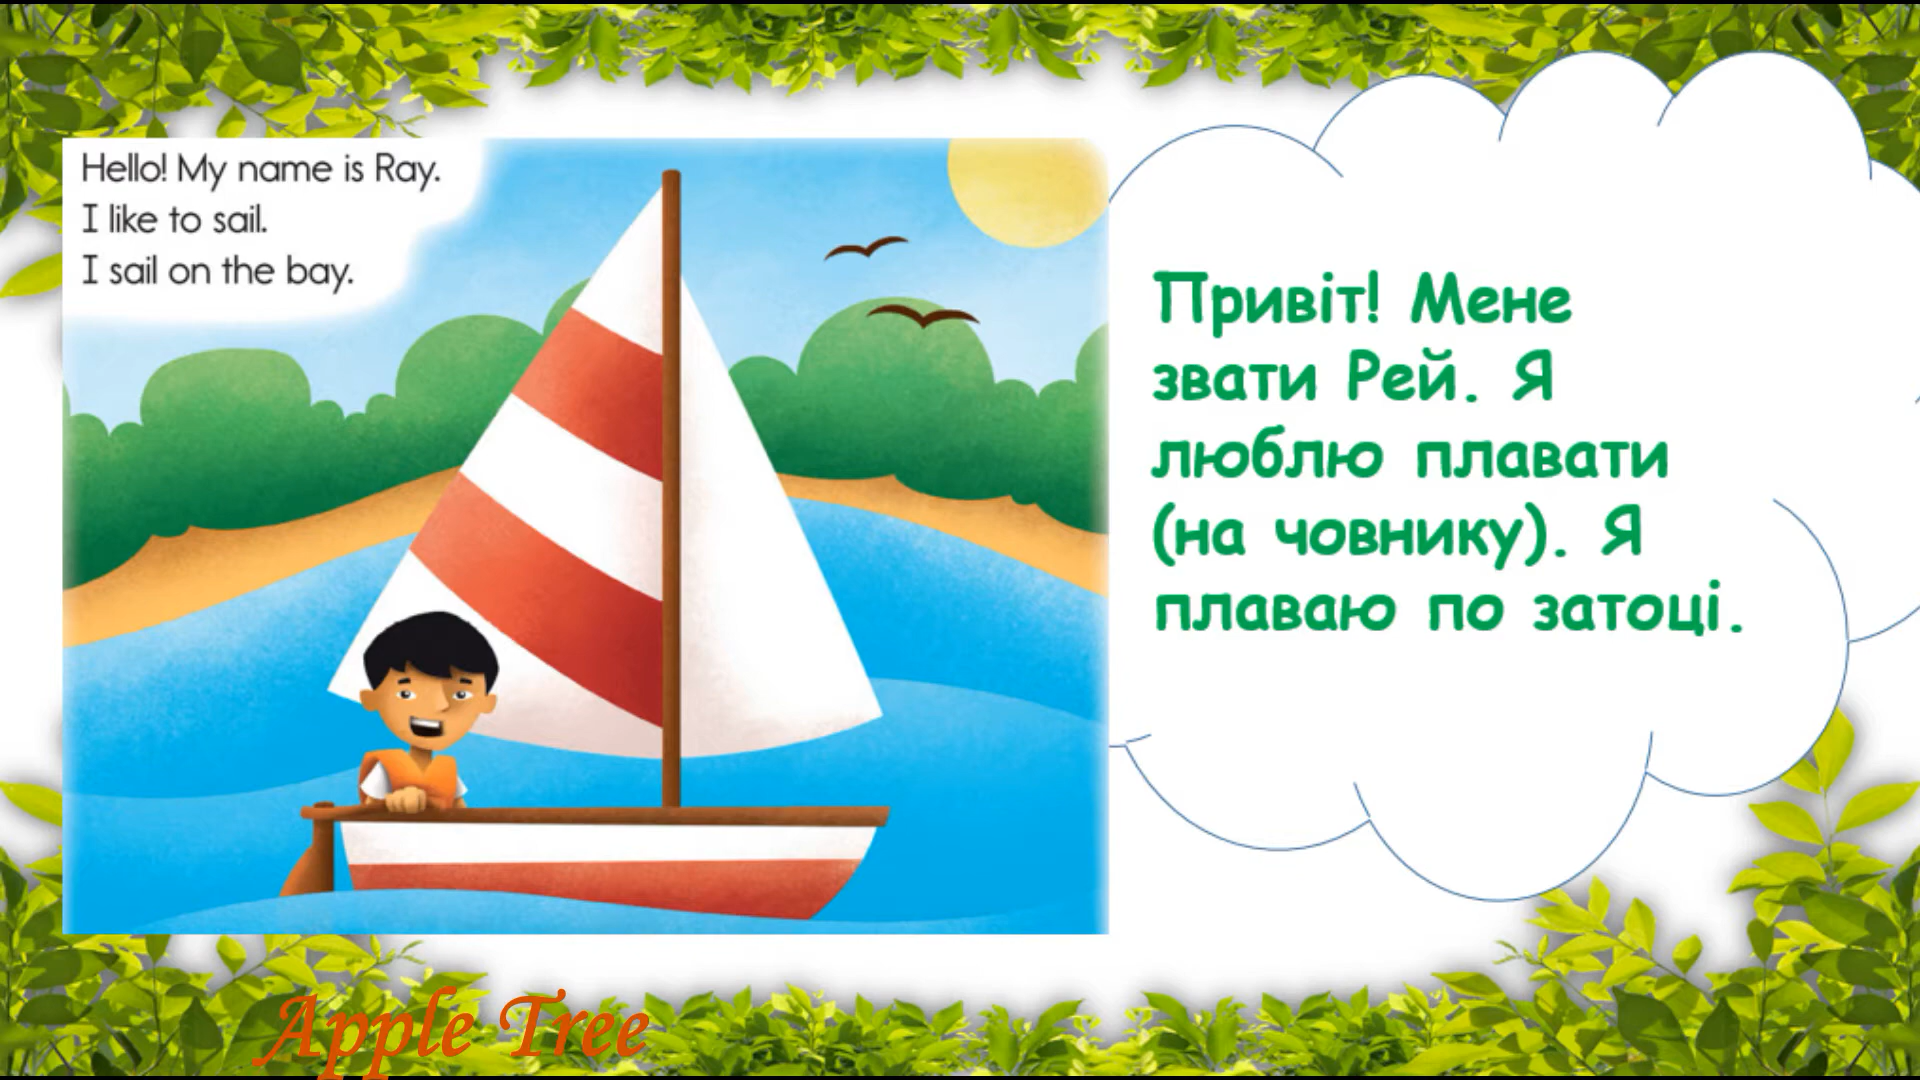 Hello! My name is Ray.
I like to sail.
I sail on the bay.
Привіт! Мене
звати Рей. Я
люблю плавати
(на човнику). Я
плаваю по затоці.
Apple Tree